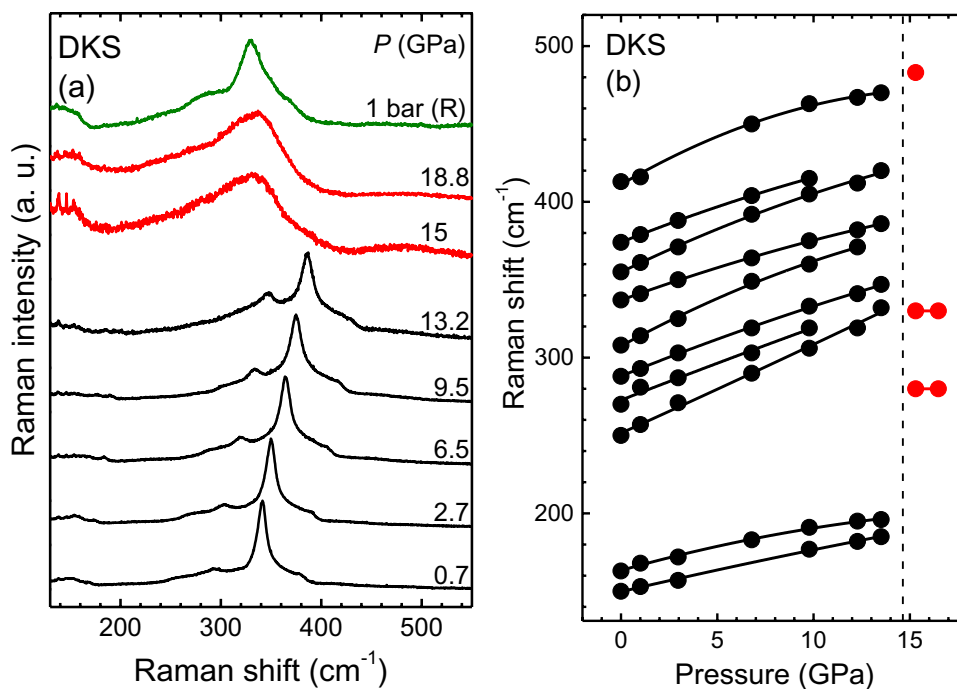 DKS
(a)
P (GPa)
1 bar (R)
18.8
15
13.2
9.5
6.5
2.7
0.7
Raman intensity (a. u.)
200 300 400 500
Raman shift (cm⁻¹)
DKS
(b)
500
400
300
200
Raman shift (cm⁻¹)
0 5 10 15
Pressure (GPa)